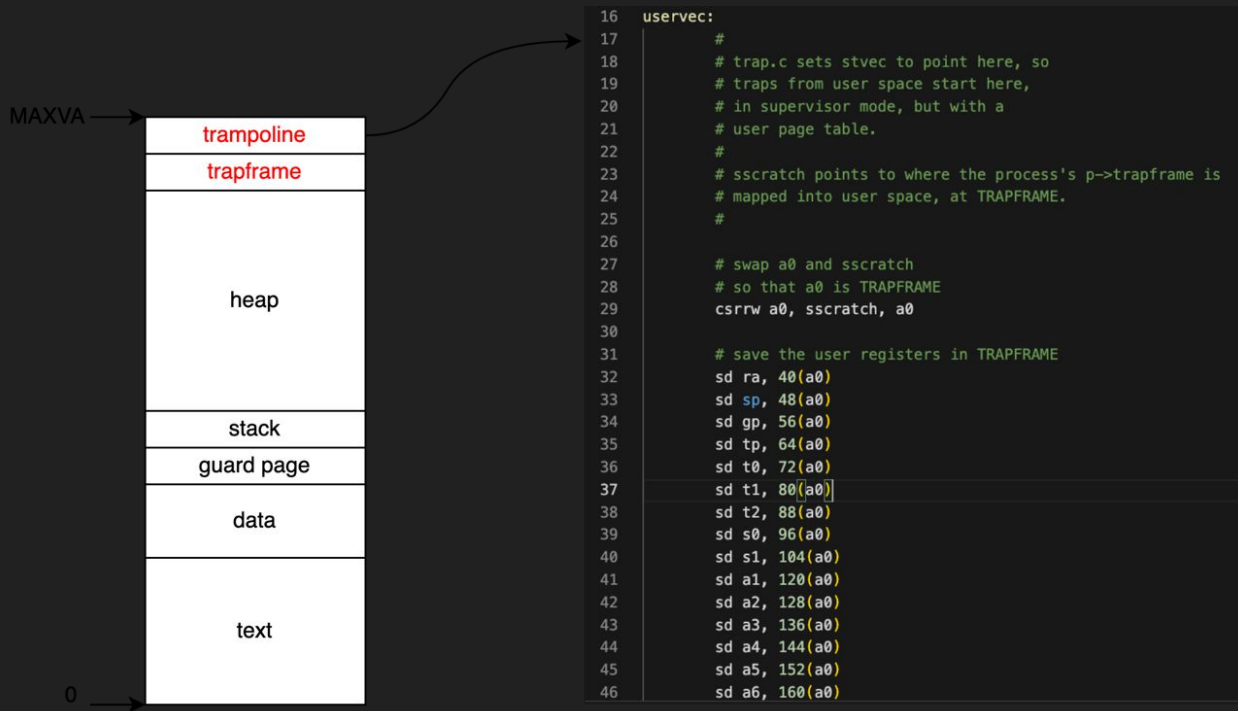 MAXVA
trampoline
trapframe
heap
stack
guard page
data
text
0
16 uservec:
17 #
18 # trap.c sets stvec to point here, so
19 # traps from user space start here,
20 # in supervisor mode, but with a
21 # user page table.
22 #
23 # sscratch points to where the process's p->trapframe is
24 # mapped into user space, at TRAPFRAME.
25 #
26
27 # swap a0 and sscratch
28 # so that a0 is TRAPFRAME
29 csrrw a0, sscratch, a0
30
31 # save the user registers in TRAPFRAME
32 sd ra, 40(a0)
33 sd sp, 48(a0)
34 sd gp, 56(a0)
35 sd tp, 64(a0)
36 sd t0, 72(a0)
37 sd t1, 80(a0)
38 sd t2, 88(a0)
39 sd s0, 96(a0)
40 sd s1, 104(a0)
41 sd a1, 120(a0)
42 sd a2, 128(a0)
43 sd a3, 136(a0)
44 sd a4, 144(a0)
45 sd a5, 152(a0)
46 sd a6, 160(a0)